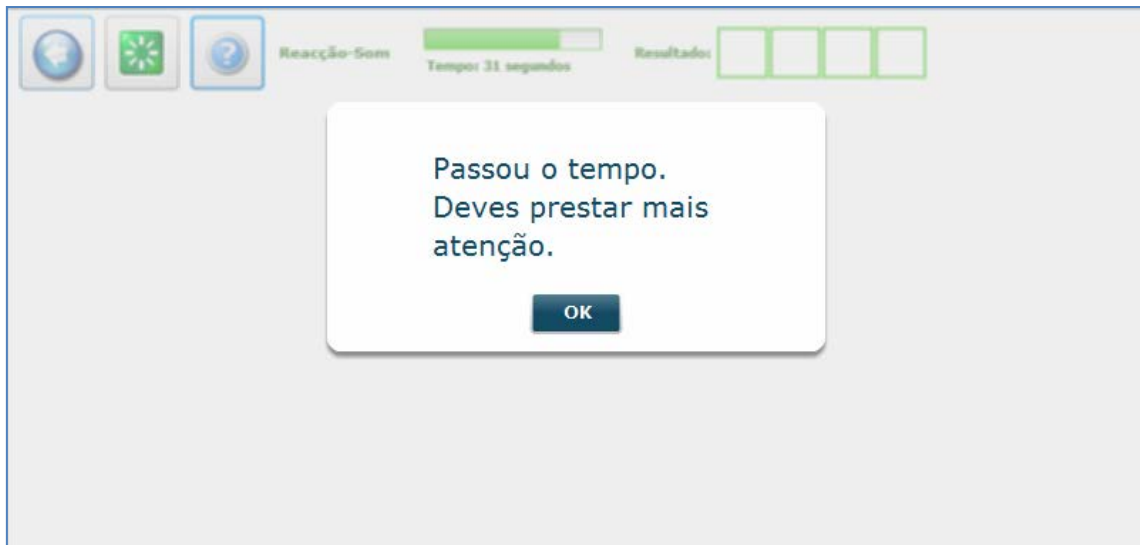 Reacção-Som
Tempo: 31 segundos
Resultado:
Passou o tempo.
Deves prestar mais
atenção.
OK